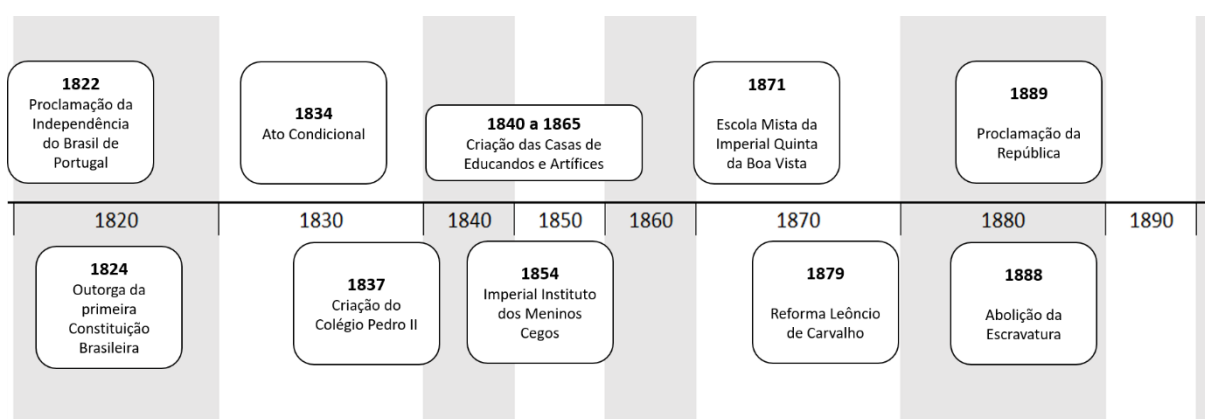 1822
Proclamação da
Independência
do Brasil de
Portugal
1834
Ato Condicional
1840 a 1865
Criação das Casas de
Educandos e Artífices
1871
Escola Mista da
Imperial Quinta
da Boa Vista
1889
Proclamação da
República
1820
1830
1840
1850
1860
1870
1880
1890
1824
Outorga da
primeira
Constituição
Brasileira
1837
Criação do
Colégio Pedro II
1854
Imperial Instituto
dos Meninos
Cegos
1879
Reforma Leôncio
de Carvalho
1888
Abolição da
Escravatura